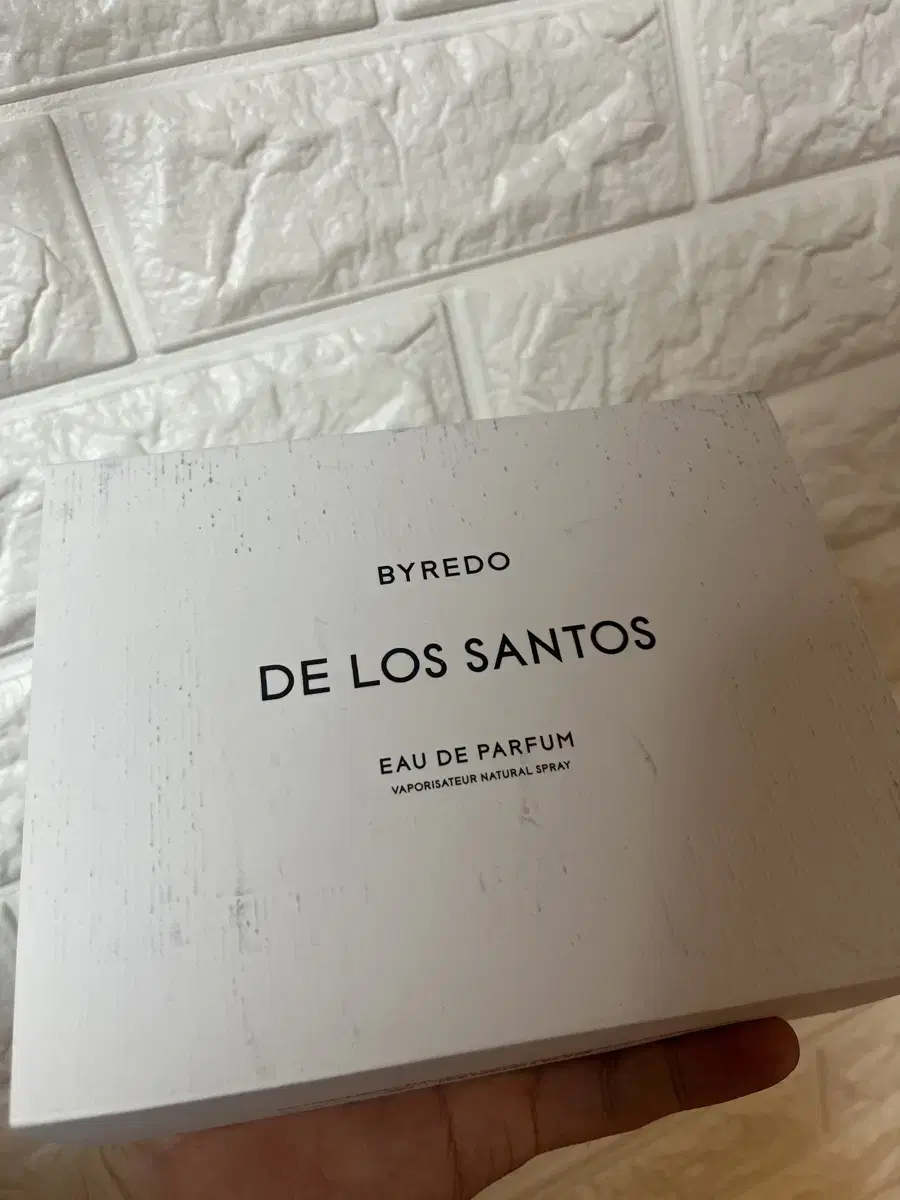 BYREDO
DE LOS SANTOS
EAU DE PARFUM
VAPORISATEUR NATURAL SPRAY